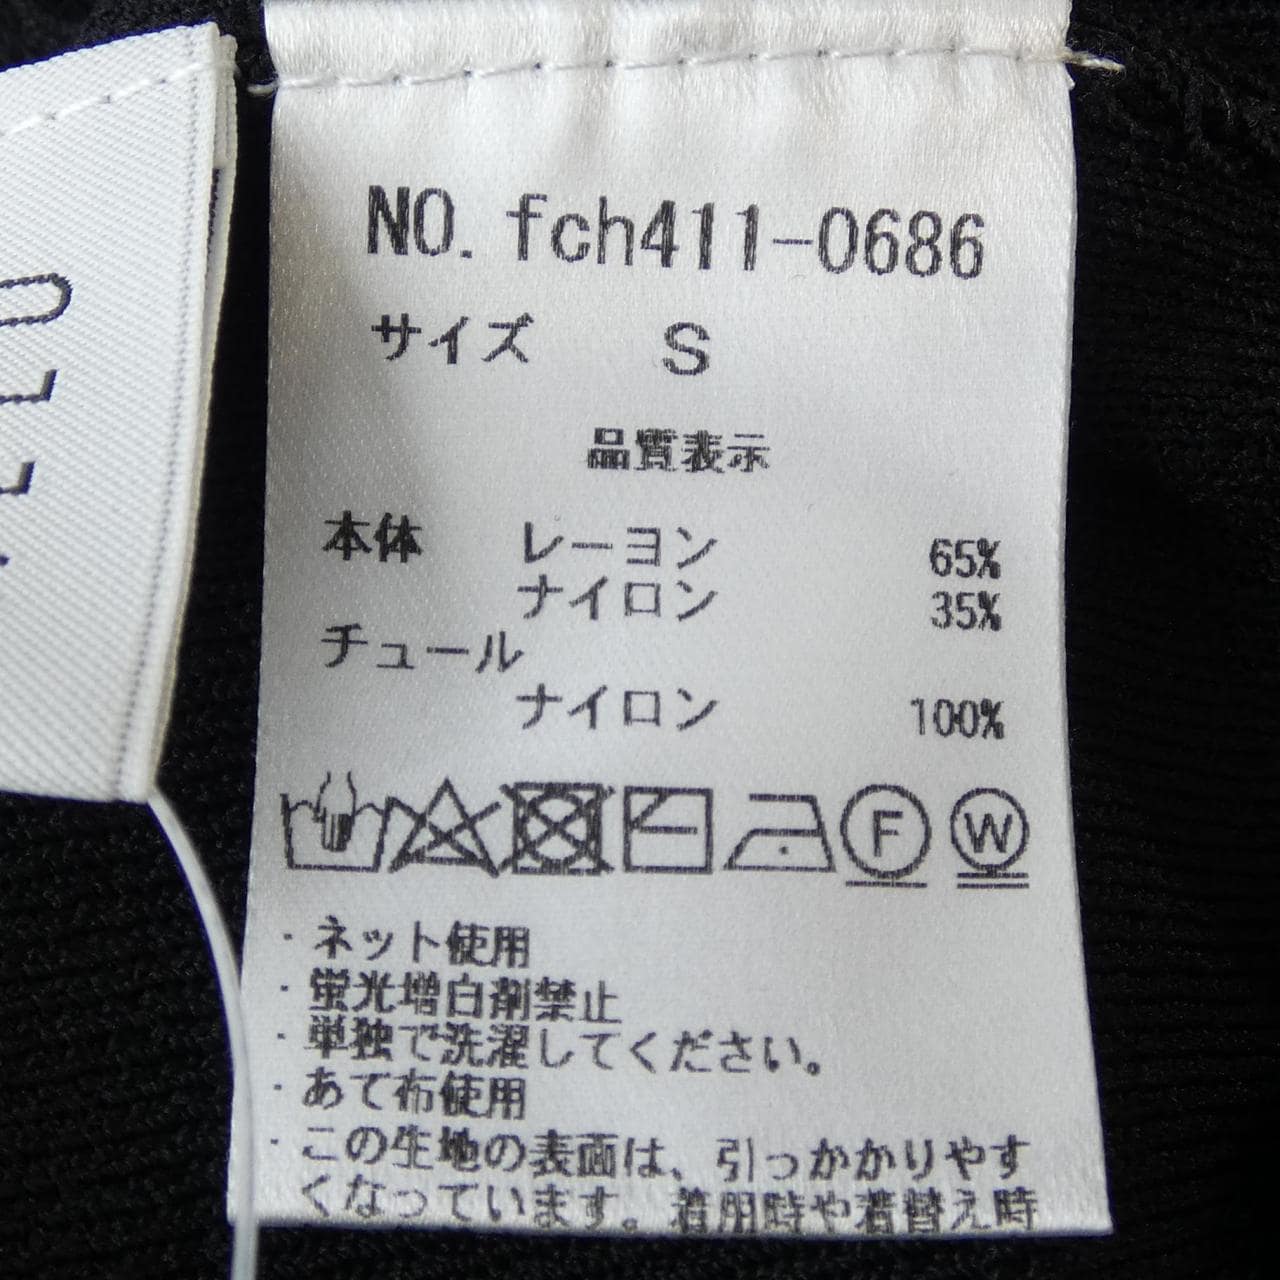 NO. fch411-0686
サイズ S
品質表示
本体 レーヨン 65%
ナイロン 35%
チュール
ナイロン 100%
F W
・ネット使用
・蛍光増白剤禁止
・単独で洗濯してください。
・あて布使用
・この生地の表面は、引っかかりやす
くなっています。着用時や着替え時